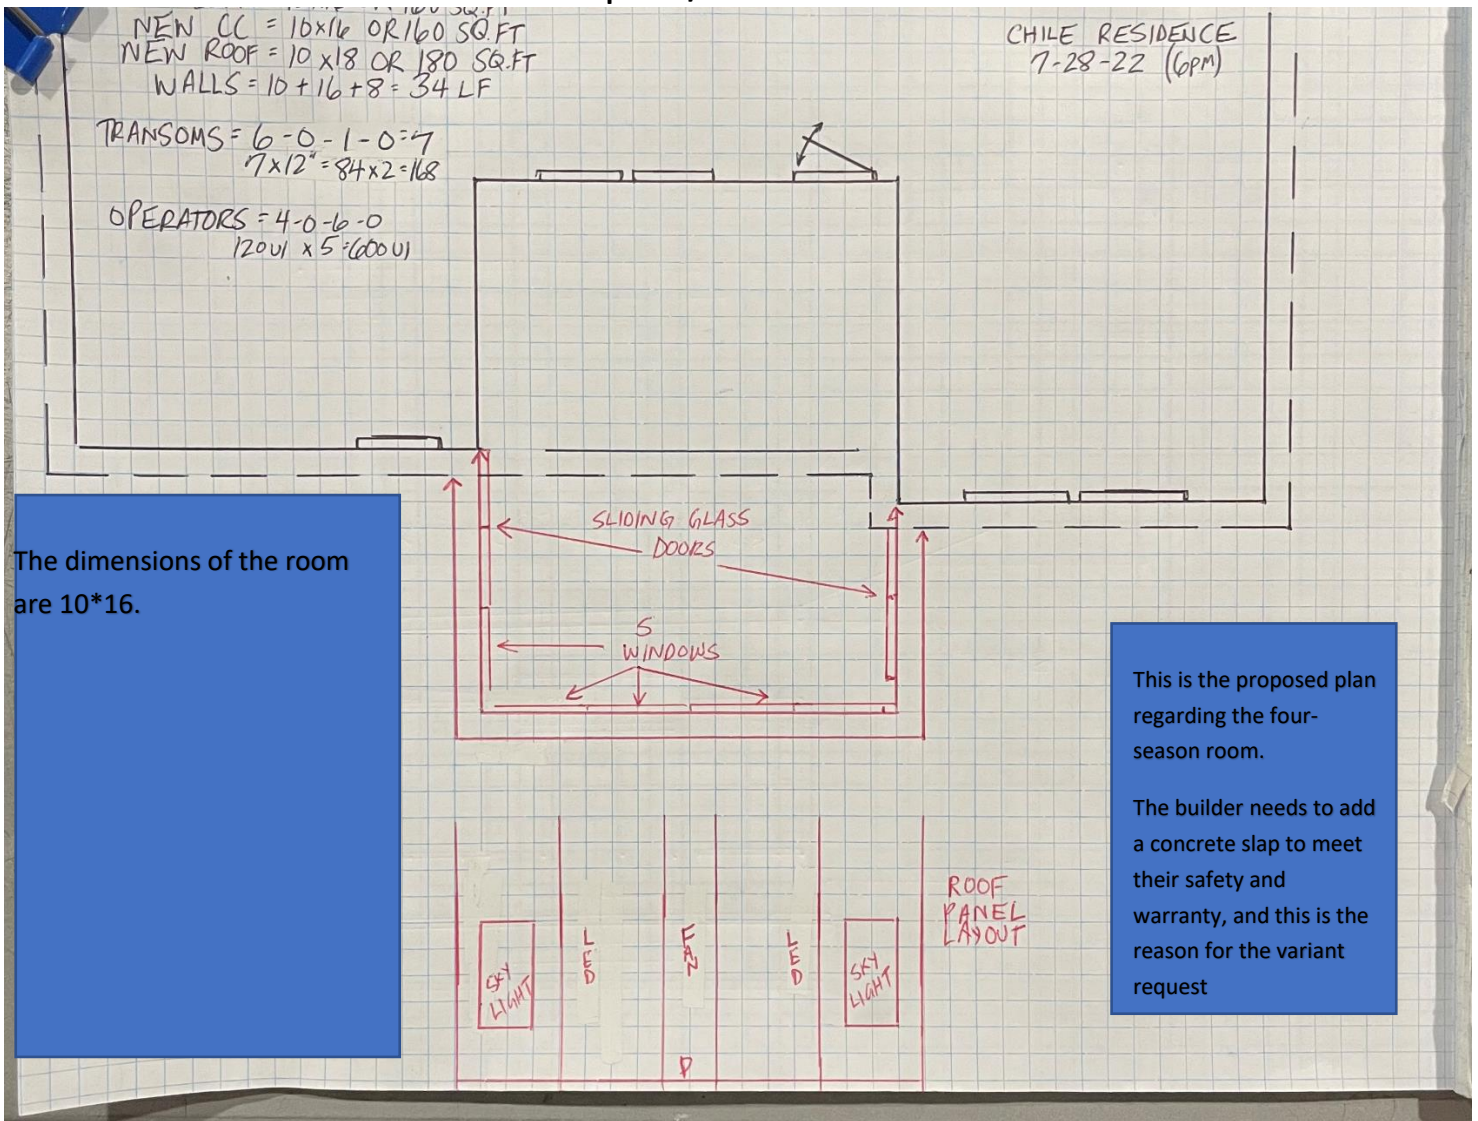 NEW CC = 10x16 OR 160 SQ.FT
NEW ROOF = 10 x18 OR 180 SQ.FT
WALLS = 10 + 16 + 8 = 34 LF
TRANSOMS = 6-0-1-0=7
7x12" = 84x2=168
OPERATORS = 4-0-6-0
120UI x 5=600UI
CHILE RESIDENCE
7-28-22 (6PM)
SLIDING GLASS
DOORS
5
WINDOWS
The dimensions of the room
are 10*16.
This is the proposed plan
regarding the four-
season room.
The builder needs to add
a concrete slap to meet
their safety and
warranty, and this is the
reason for the variant
request
SKY
LIGHT
LED
FAN
LED
SKY
LIGHT
ROOF
PANEL
LAYOUT
P